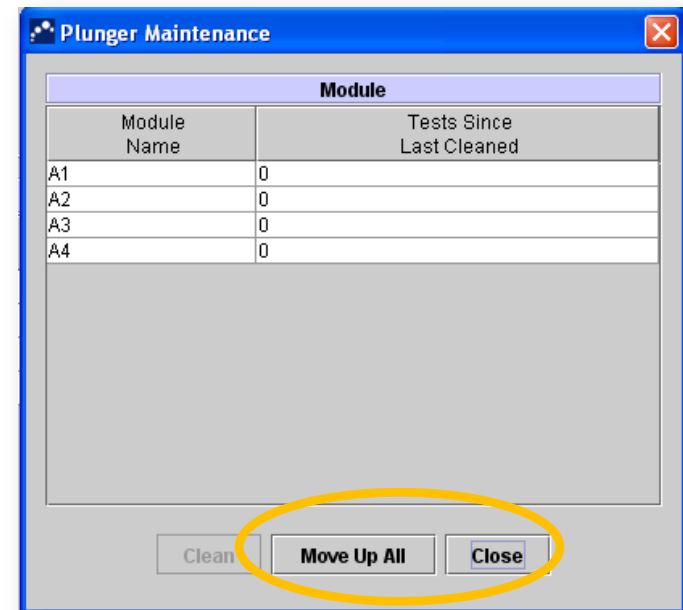 Plunger Maintenance
Module
Module Name Tests Since Last Cleaned
A1 0
A2 0
A3 0
A4 0
Clean Move Up All Close